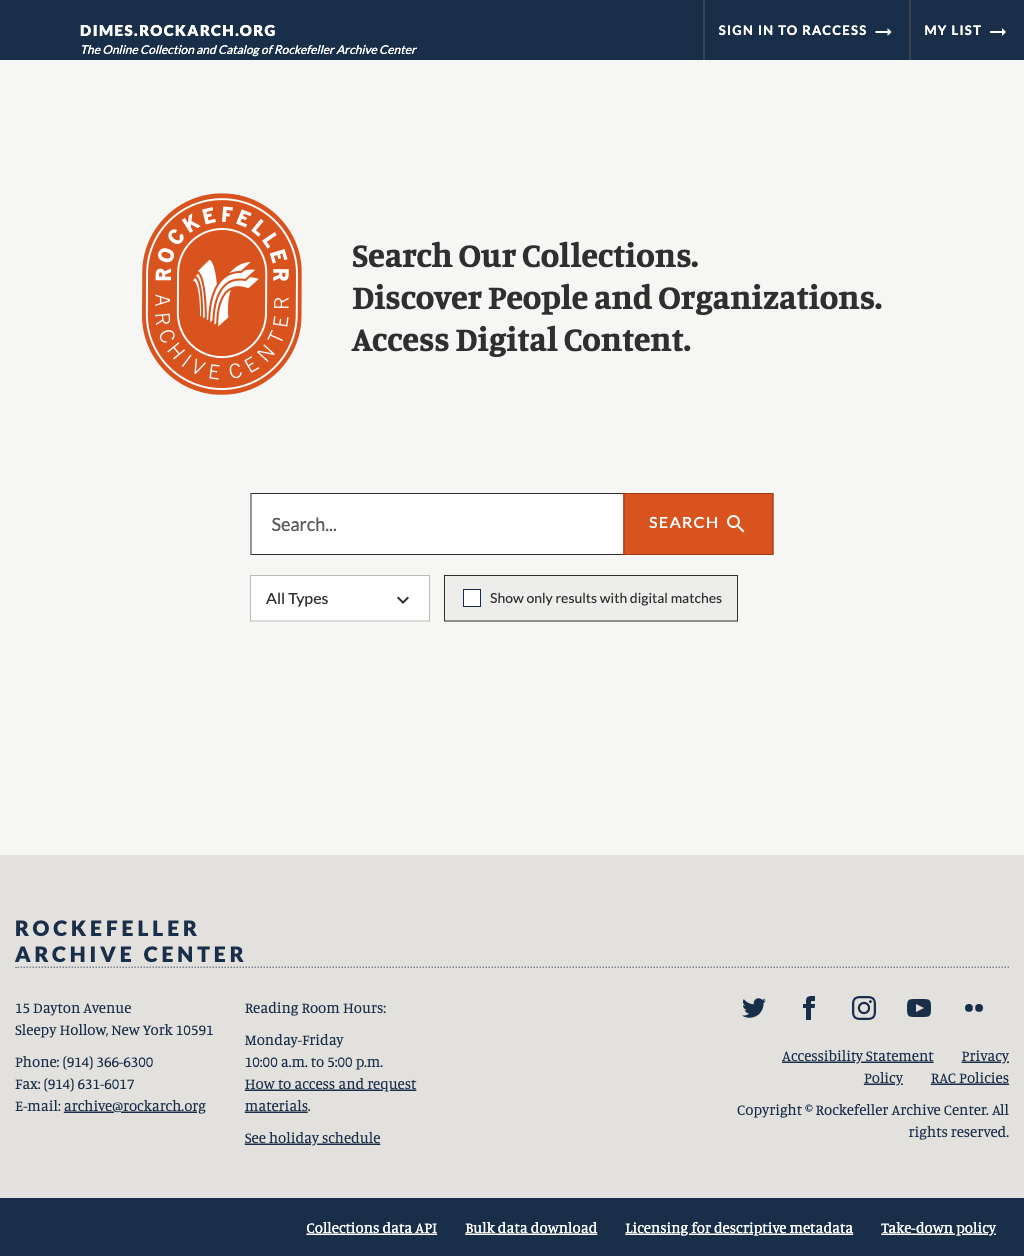 DIMES.ROCKARCH.ORG
The Online Collection and Catalog of Rockefeller Archive Center
SIGN IN TO RACCESS
MY LIST
ROCKEFELLER
ARCHIVE CENTER
Search Our Collections.
Discover People and Organizations.
Access Digital Content.
Search...
SEARCH
All Types
Show only results with digital matches
ROCKEFELLER
ARCHIVE CENTER
15 Dayton Avenue
Sleepy Hollow, New York 10591
Phone: (914) 366-6300
Fax: (914) 631-6017
E-mail: archive@rockarch.org
Reading Room Hours:
Monday-Friday
10:00 a.m. to 5:00 p.m.
How to access and request
materials.
See holiday schedule
Accessibility Statement Privacy
Policy RAC Policies
Copyright © Rockefeller Archive Center. All
rights reserved.
Collections data API
Bulk data download
Licensing for descriptive metadata
Take-down policy